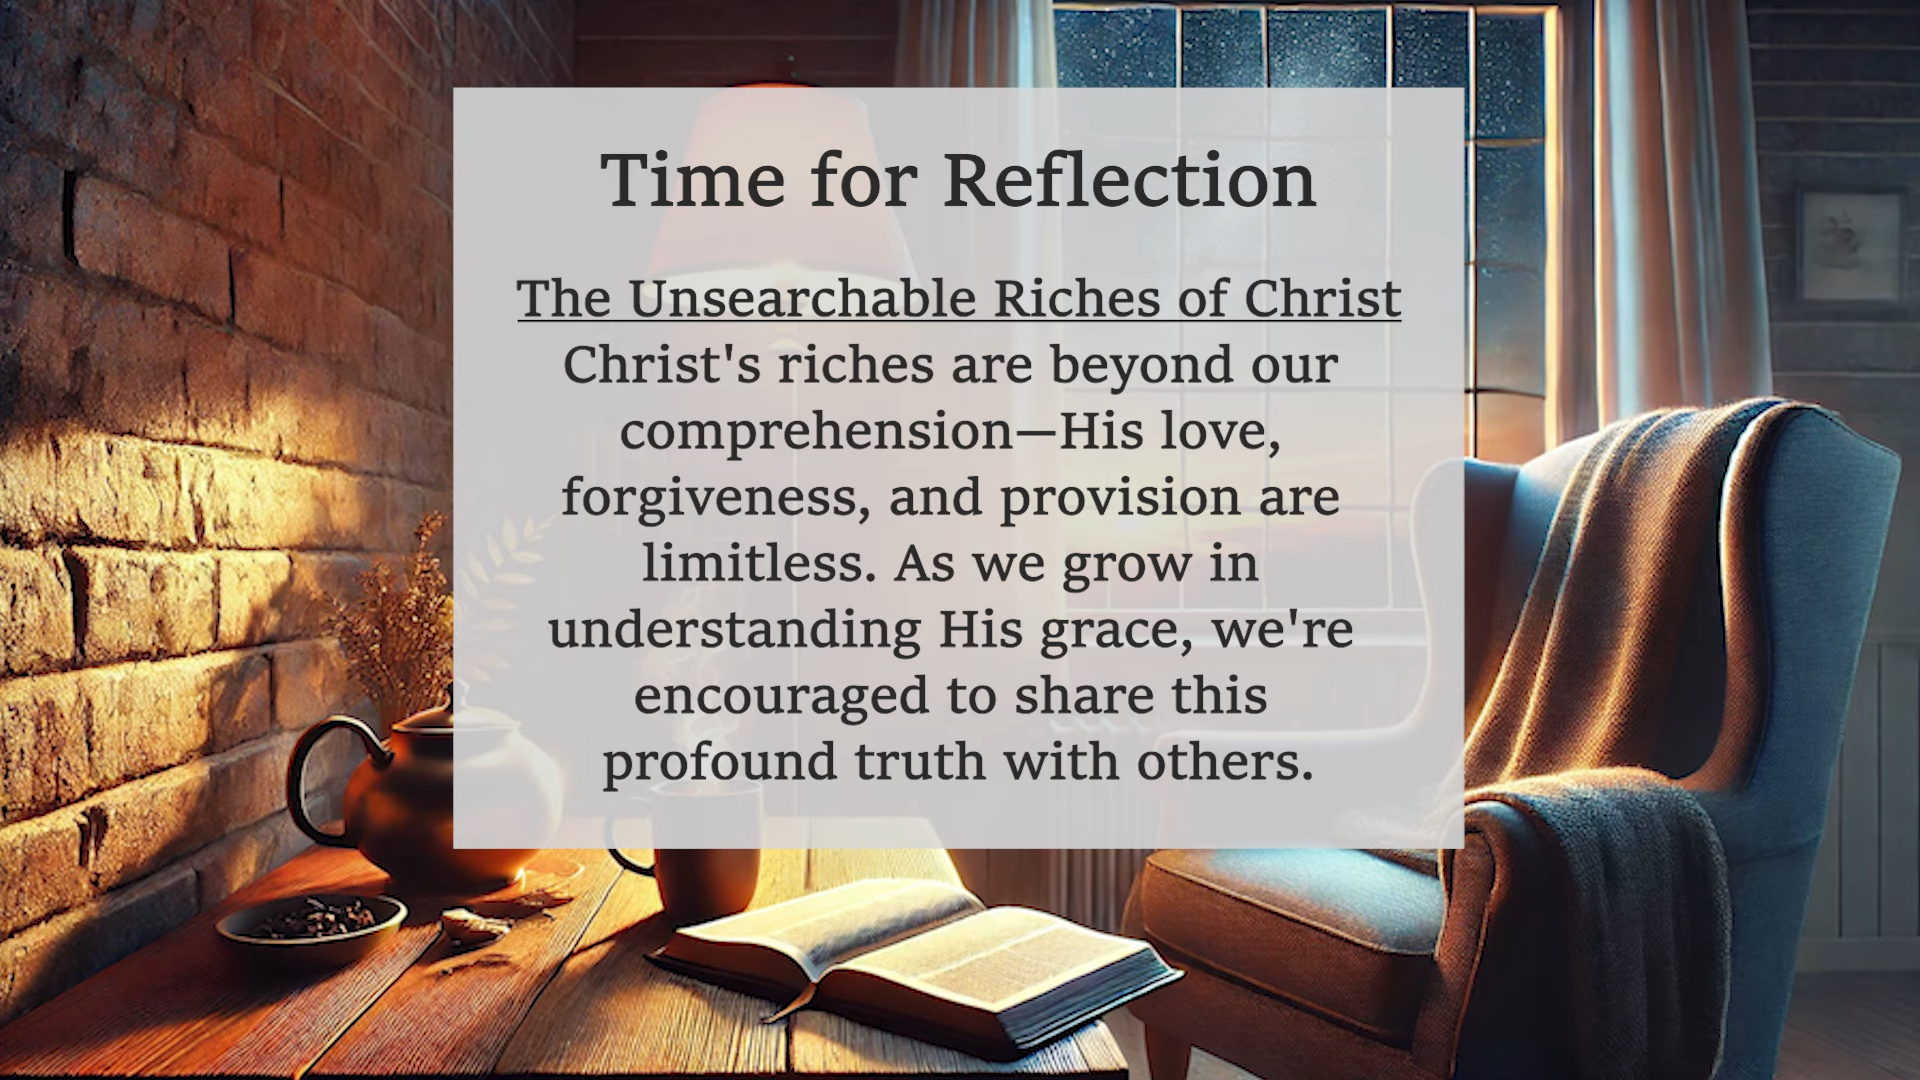 Time for Reflection
The Unsearchable Riches of Christ
Christ's riches are beyond our
comprehension—His love,
forgiveness, and provision are
limitless. As we grow in
understanding His grace, we're
encouraged to share this
profound truth with others.